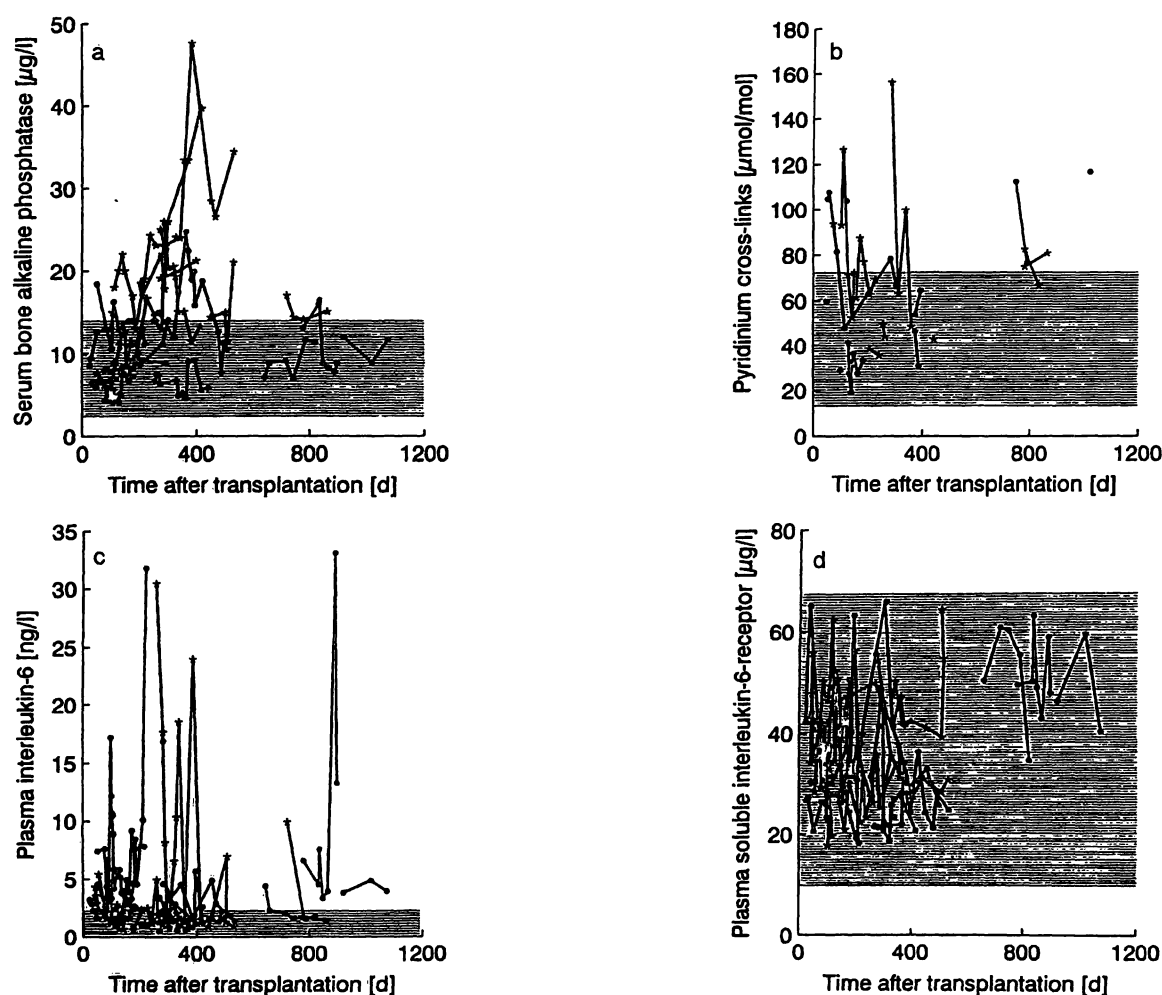 a
Serum bone alkaline phosphatase [µg/l]
50
40
30
20
10
0
0 400 800 1200
Time after transplantation [d]
b
Pyridinium cross-links [µmol/mol]
180
160
140
120
100
80
60
40
20
0
0 400 800 1200
Time after transplantation [d]
c
Plasma interleukin-6 [ng/l]
35
30
25
20
15
10
5
0
0 400 800 1200
Time after transplantation [d]
d
Plasma soluble interleukin-6-receptor [µg/l]
80
60
40
20
0
0 400 800 1200
Time after transplantation [d]